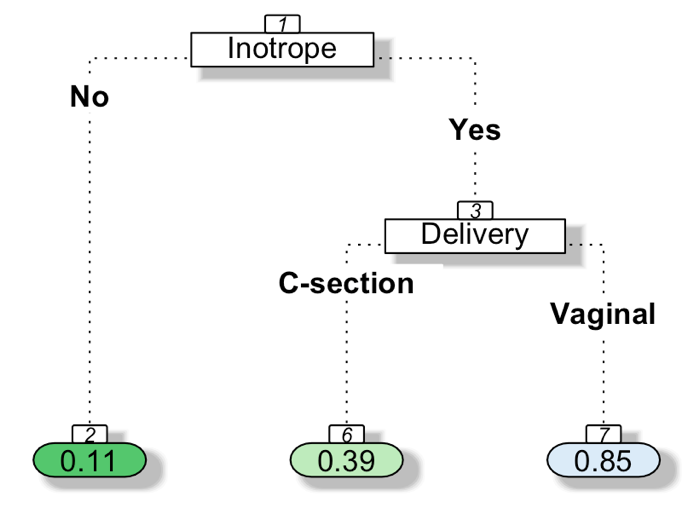 1
Inotrope
No
Yes
3
Delivery
C-section
Vaginal
2
0.11
6
0.39
7
0.85